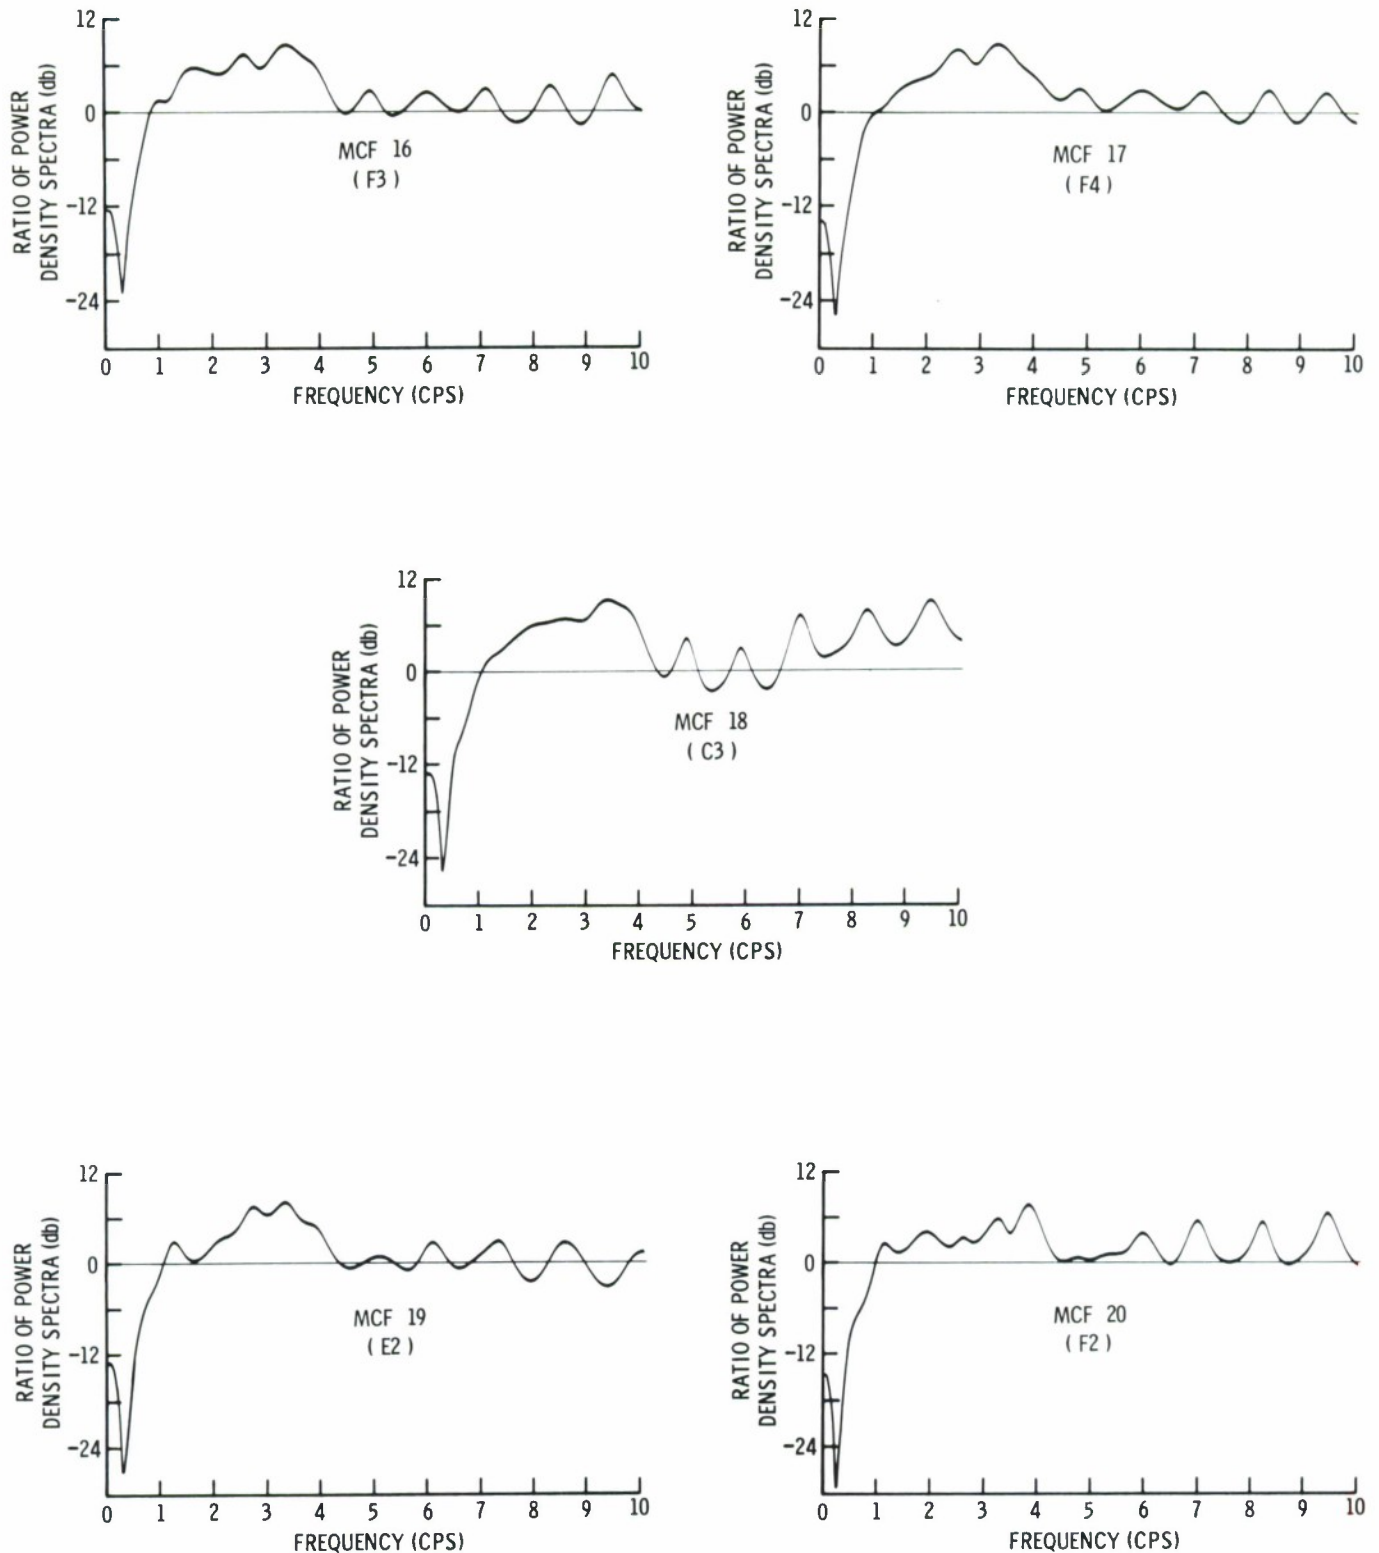 12
0
-12
-24
RATIO OF POWER
DENSITY SPECTRA (db)
MCF 16
( F3 )
0 1 2 3 4 5 6 7 8 9 10
FREQUENCY (CPS)
12
0
-12
-24
RATIO OF POWER
DENSITY SPECTRA (db)
MCF 17
( F4 )
0 1 2 3 4 5 6 7 8 9 10
FREQUENCY (CPS)
12
0
-12
-24
RATIO OF POWER
DENSITY SPECTRA (db)
MCF 18
( C3 )
0 1 2 3 4 5 6 7 8 9 10
FREQUENCY (CPS)
12
0
-12
-24
RATIO OF POWER
DENSITY SPECTRA (db)
MCF 19
( E2 )
0 1 2 3 4 5 6 7 8 9 10
FREQUENCY (CPS)
12
0
-12
-24
RATIO OF POWER
DENSITY SPECTRA (db)
MCF 20
( F2 )
0 1 2 3 4 5 6 7 8 9 10
FREQUENCY (CPS)